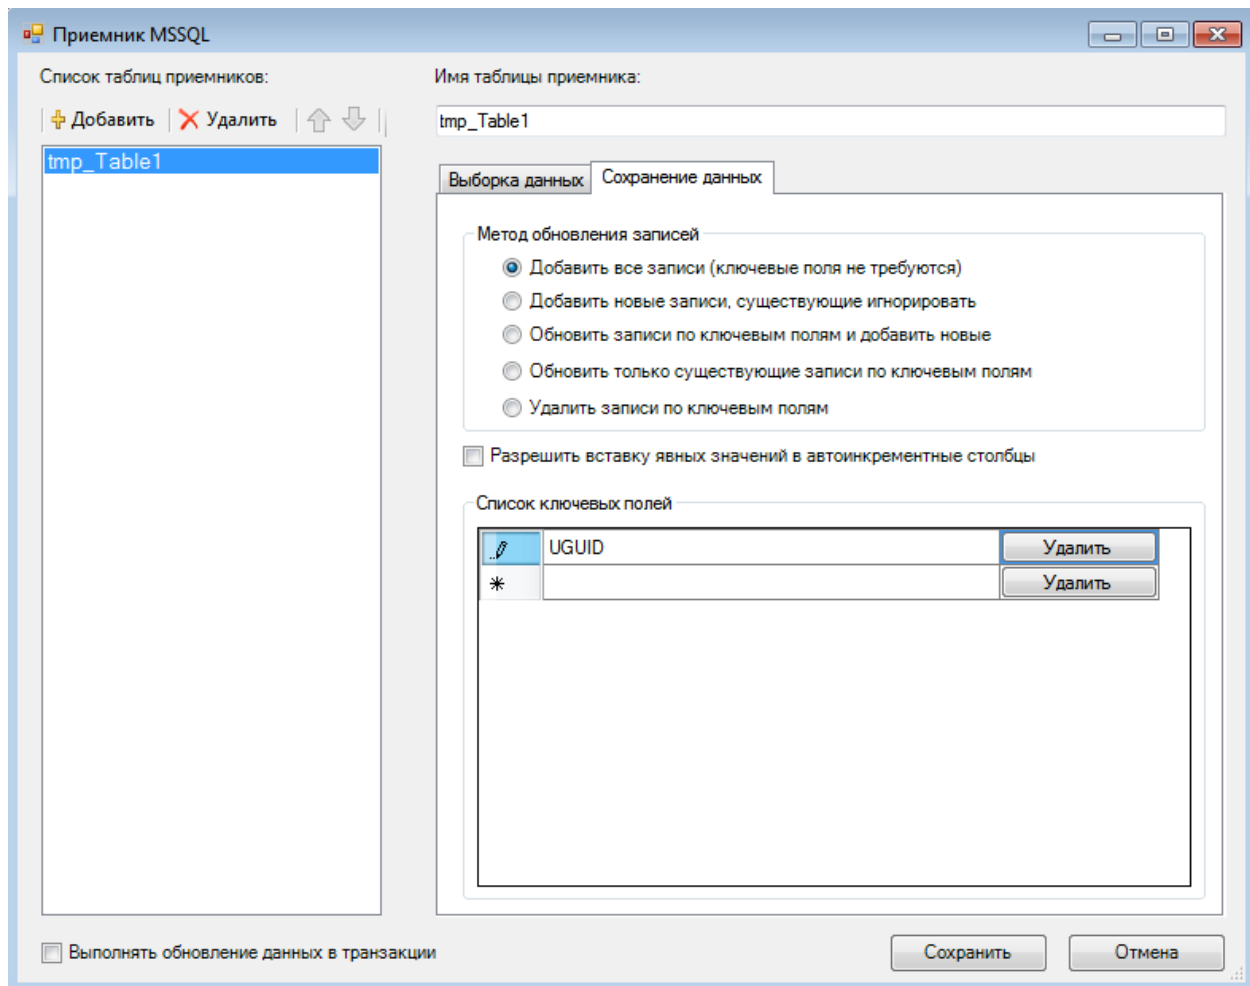 Приемник MSSQL
Список таблиц приемников:
Добавить Удалить
tmp_Table1
Имя таблицы приемника:
tmp_Table1
Выборка данных Сохранение данных
Метод обновления записей
Добавить все записи (ключевые поля не требуются)
Добавить новые записи, существующие игнорировать
Обновить записи по ключевым полям и добавить новые
Обновить только существующие записи по ключевым полям
Удалить записи по ключевым полям
Разрешить вставку явных значений в автоинкрементные столбцы
Список ключевых полей
UGUID Удалить
Удалить
Выполнять обновление данных в транзакции
Сохранить Отмена